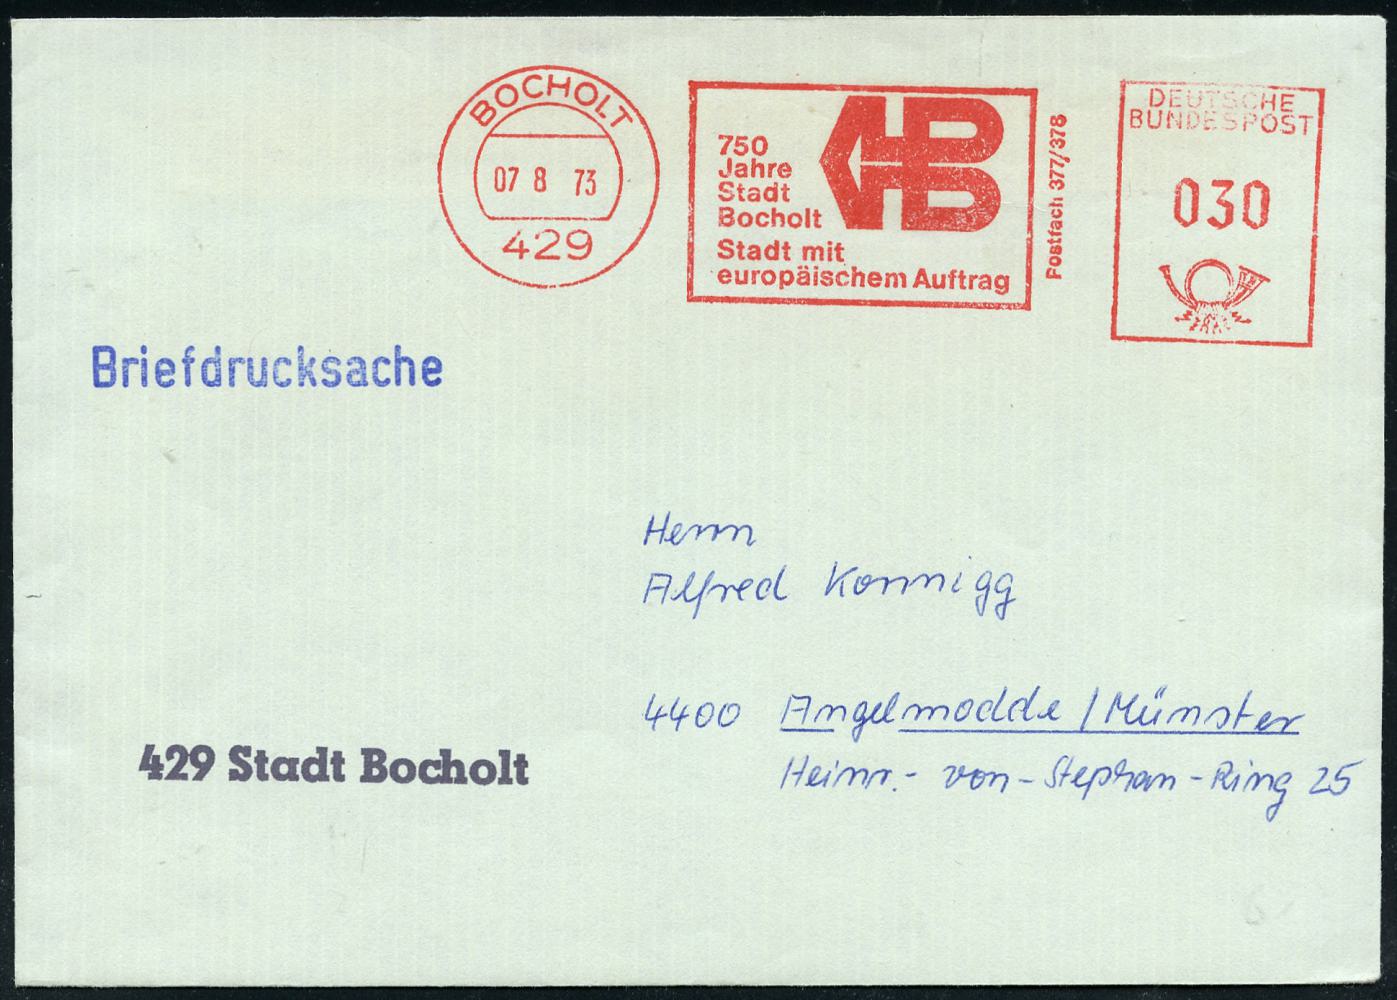 BOCHOLT
07 8 73
429
750
Jahre
Stadt
Bocholt
Stadt mit
europäischem Auftrag
Postfach 377/378
DEUTSCHE
BUNDESPOST
030
Briefdrucksache
Herrn
Alfred Konnigg
4400 Angelmodde / Münster
Heinr.- von-Stephan-Ring 25
429 Stadt Bocholt